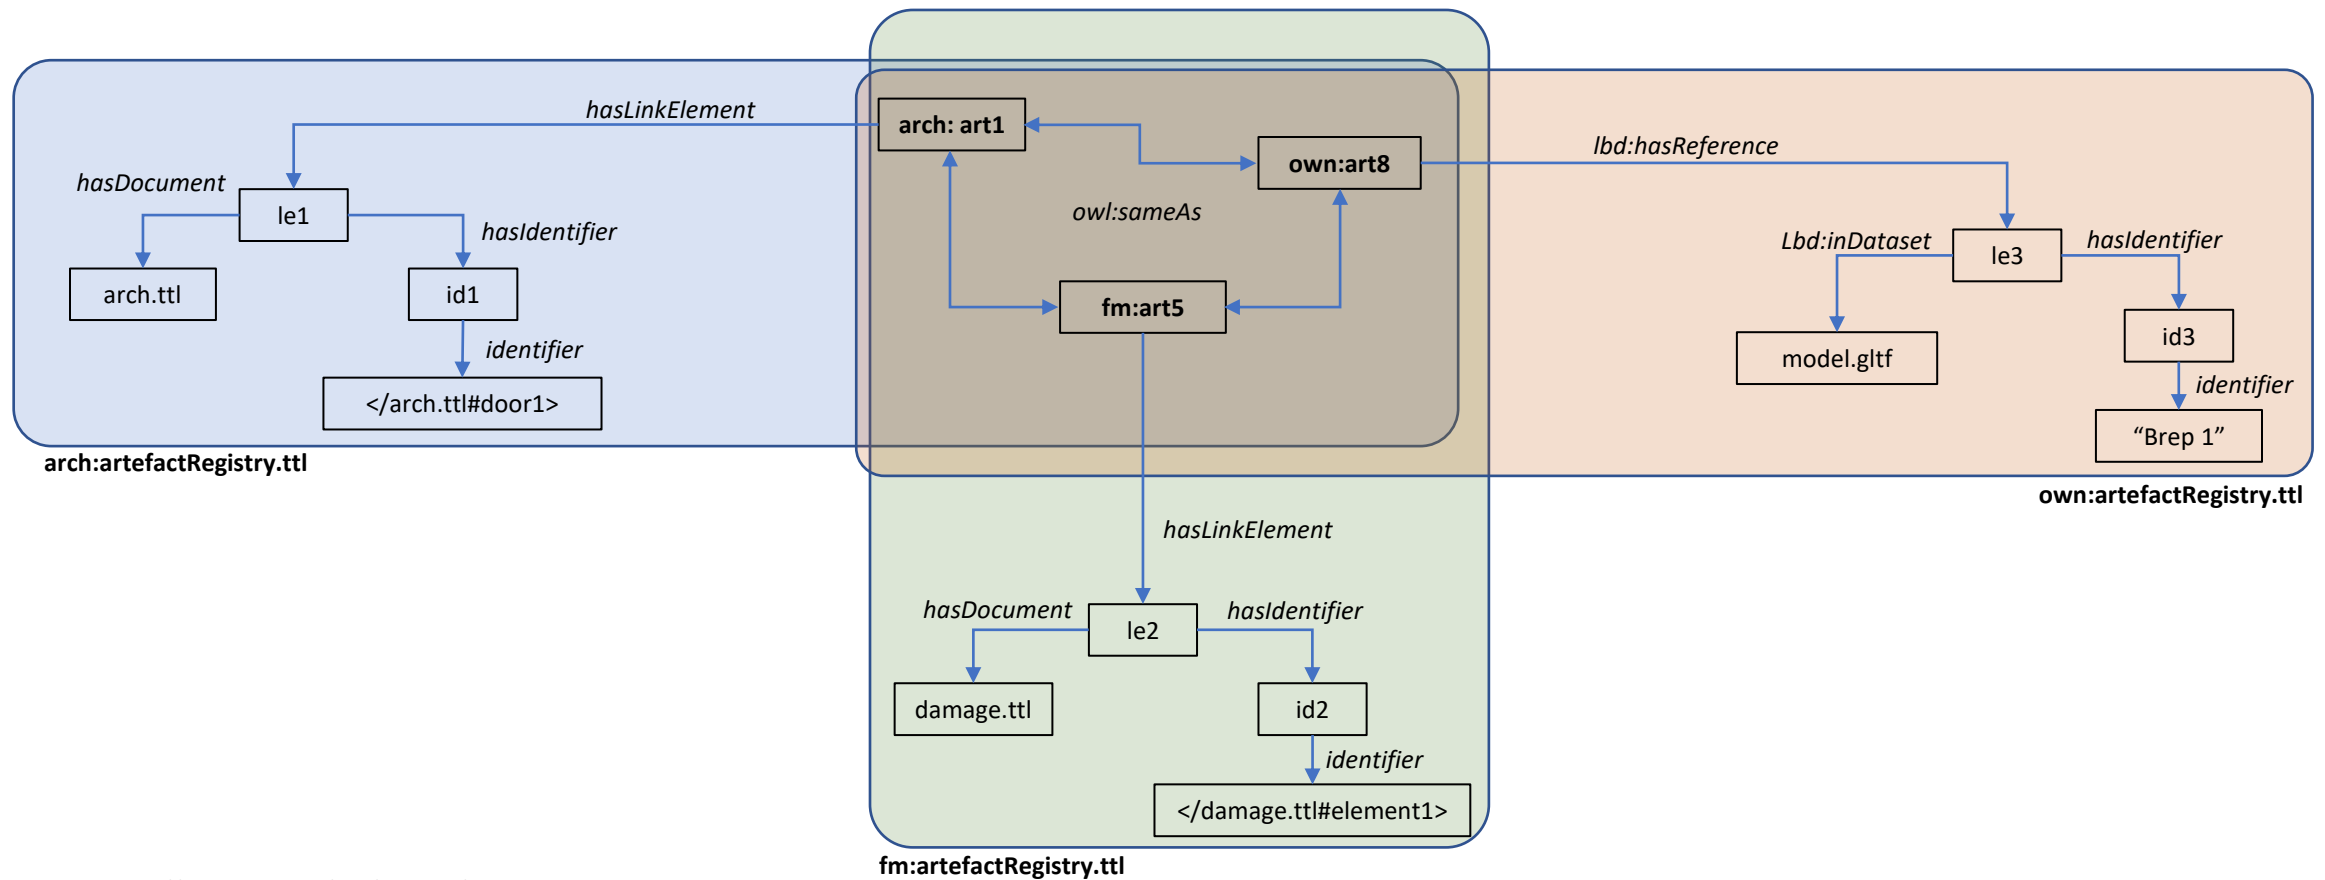 hasLinkElement
arch: art1
own:art8
lbd:hasReference
hasDocument
le1
hasIdentifier
owl:sameAs
Lbd:inDataset
le3
hasIdentifier
arch.ttl
id1
fm:art5
identifier
</arch.ttl#door1>
model.gltf
id3
identifier
“Brep 1”
arch:artefactRegistry.ttl
own:artefactRegistry.ttl
hasLinkElement
hasDocument
le2
hasIdentifier
damage.ttl
id2
identifier
</damage.ttl#element1>
fm:artefactRegistry.ttl